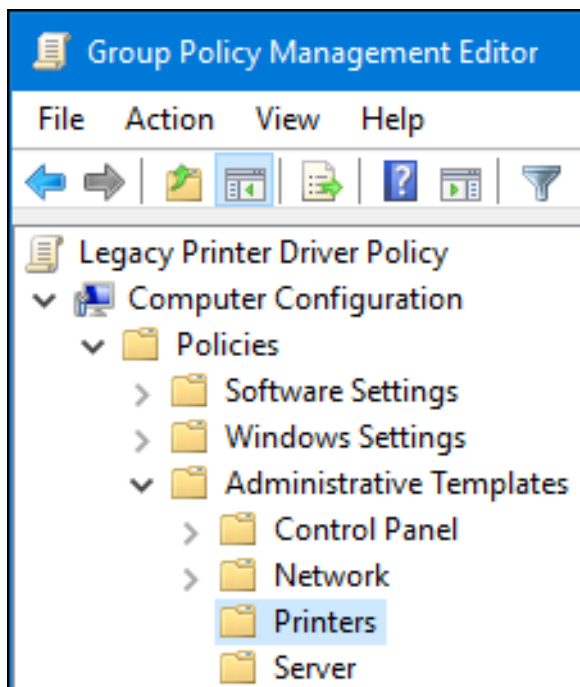 Group Policy Management Editor
File Action View Help
Legacy Printer Driver Policy
Computer Configuration
Policies
Software Settings
Windows Settings
Administrative Templates
Control Panel
Network
Printers
Server